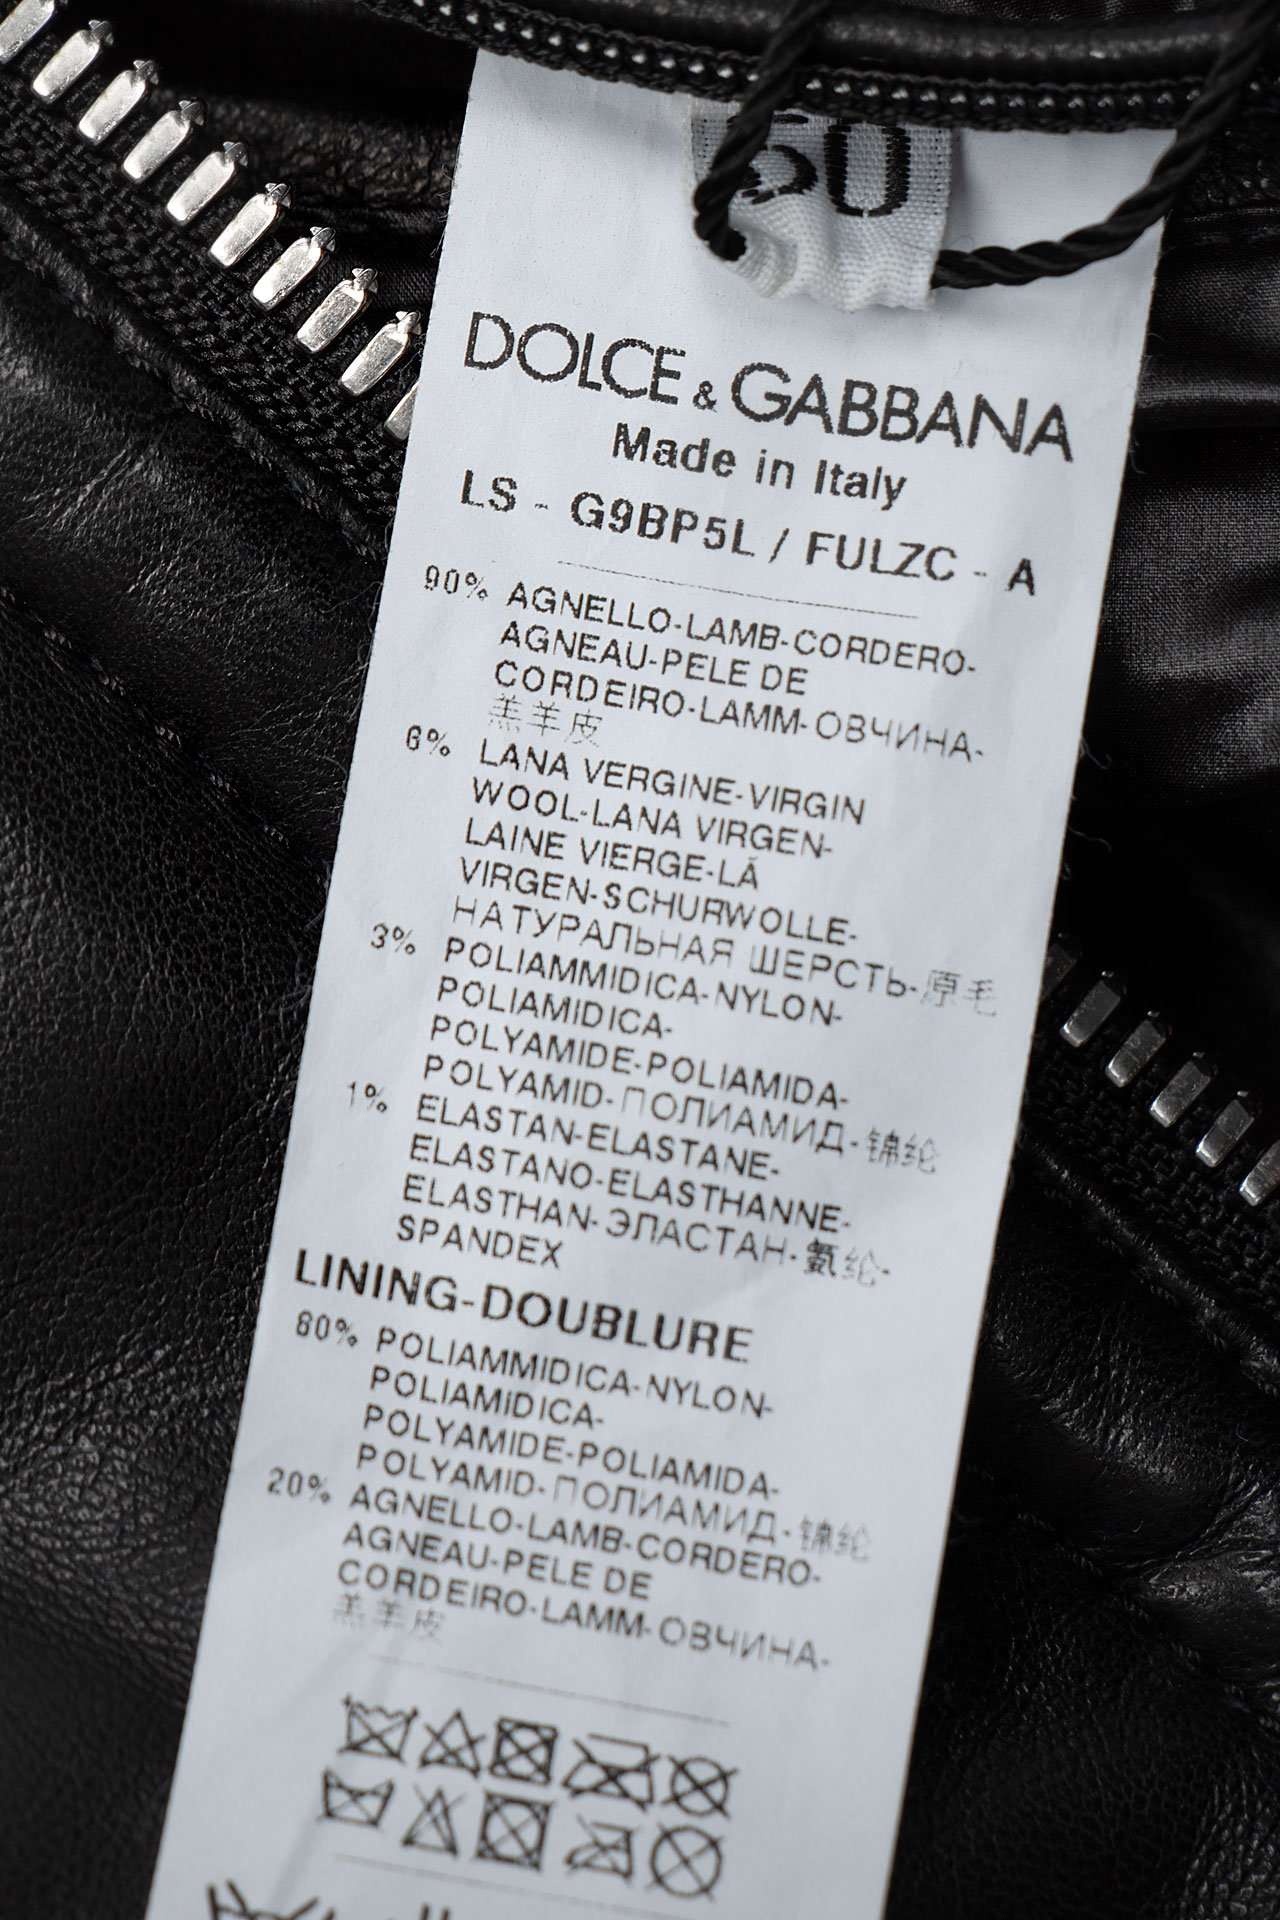 DOLCE & GABBANA
Made in Italy
LS - G9BP5L / FULZC - A
90% AGNELLO-LAMB-CORDERO-
AGNEAU-PELE DE
CORDEIRO-LAMM-ОВЧИНА-
羔羊皮
6% LANA VERGINE-VIRGIN
WOOL-LANA VIRGEN-
LAINE VIERGE-LÃ
VIRGEN-SCHURWOLLE-
НАТУРАЛЬНАЯ ШЕРСТЬ-原毛
3% POLIAMMIDICA-NYLON-
POLIAMIDICA-
POLYAMIDE-POLIAMIDA-
POLYAMID-ПОЛИАМИД-锦纶
1% ELASTAN-ELASTANE-
ELASTANO-ELASTHANNE-
ELASTHAN-ЭЛАСТАН-氨纶-
SPANDEX
LINING-DOUBLURE
80% POLIAMMIDICA-NYLON-
POLIAMIDICA-
POLYAMIDE-POLIAMIDA-
POLYAMID-ПОЛИАМИД-锦纶
20% AGNELLO-LAMB-CORDERO-
AGNEAU-PELE DE
CORDEIRO-LAMM-ОВЧИНА-
羔羊皮